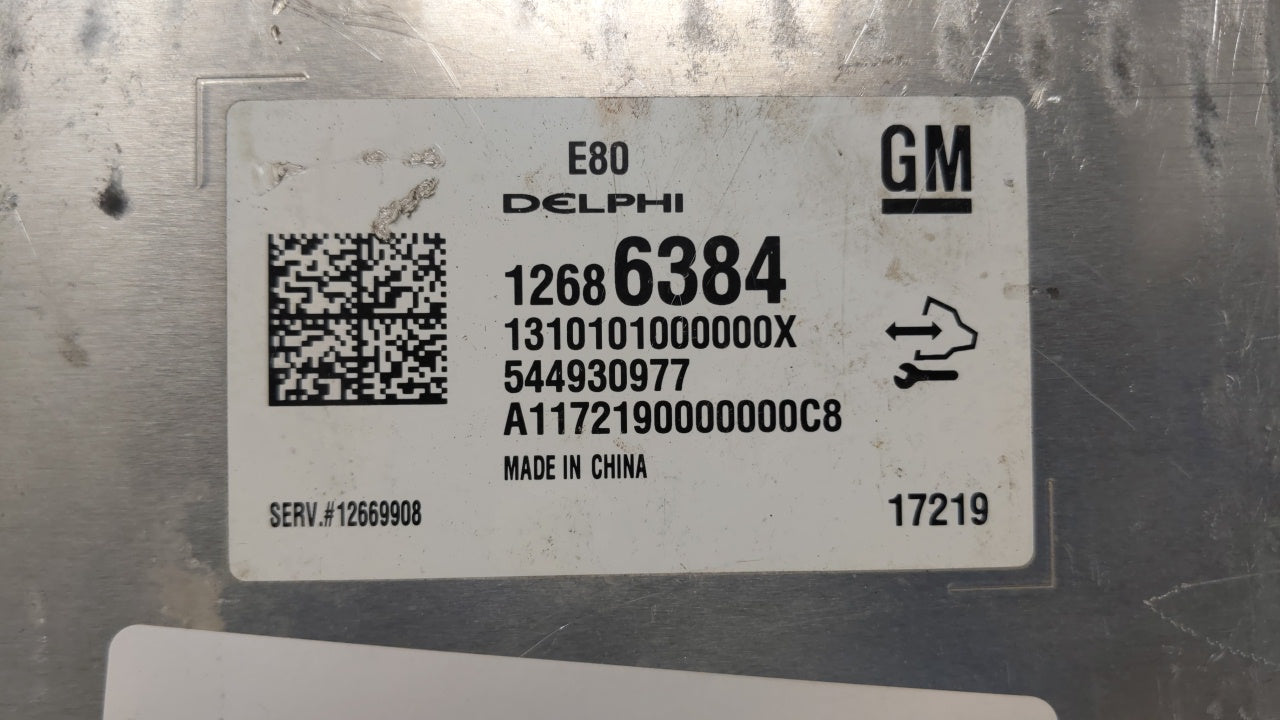 E80
GM
DELPHI
12686384
1310101000000X
544930977
A1172190000000C8
MADE IN CHINA
SERV.#12669908
17219